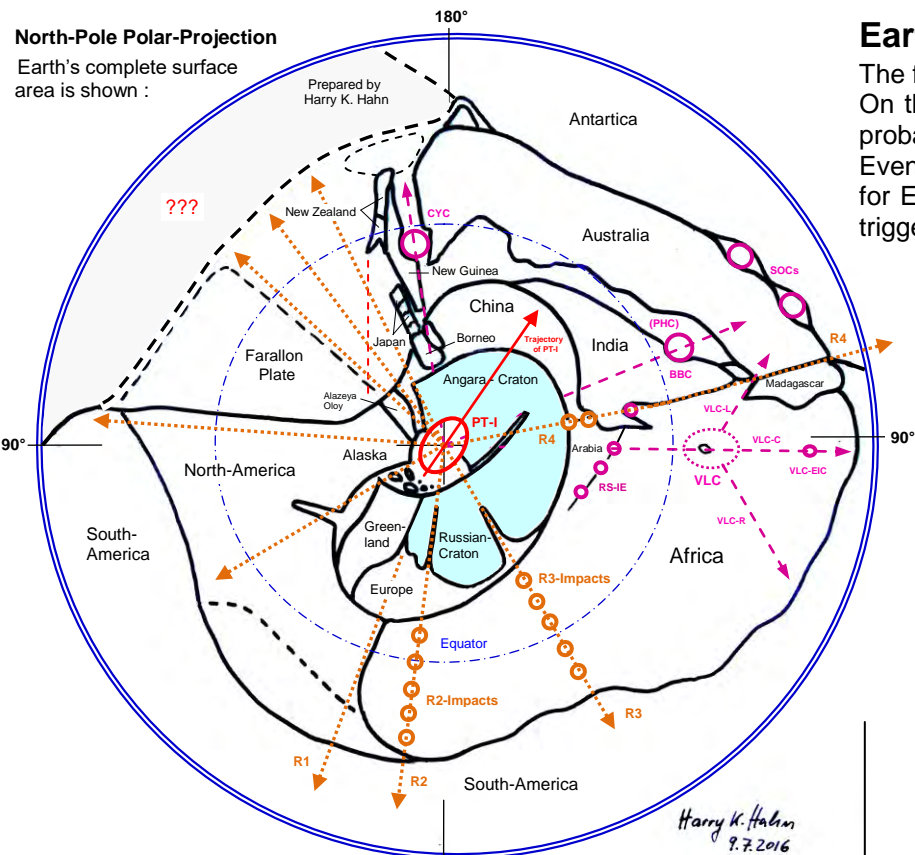 180°
North-Pole Polar-Projection
Earth's complete surface
area is shown :
Prepared by
Harry K. Hahn
Ear
The f
On th
proba
Even
for E
trigge
Antartica
???
New Zealand
CYC
Australia
SOCs
New Guinea
China
(PHC)
Japan
Borneo
Trajectory
of PT-I
India
BBC
R4
Farallon
Plate
Angara - Craton
Madagascar
Alazeya
Oloy
VLC-L
PT-I
R4
90°
90°
Alaska
Arabia
VLC-C
North-America
RS-IE
VLC
VLC-EIC
South-
America
Green-
land
Russian-
Craton
VLC-R
Africa
Europe
R3-Impacts
Equator
R2-Impacts
R3
R1
R2
South-America
Harry K. Hahn
9.7.2016